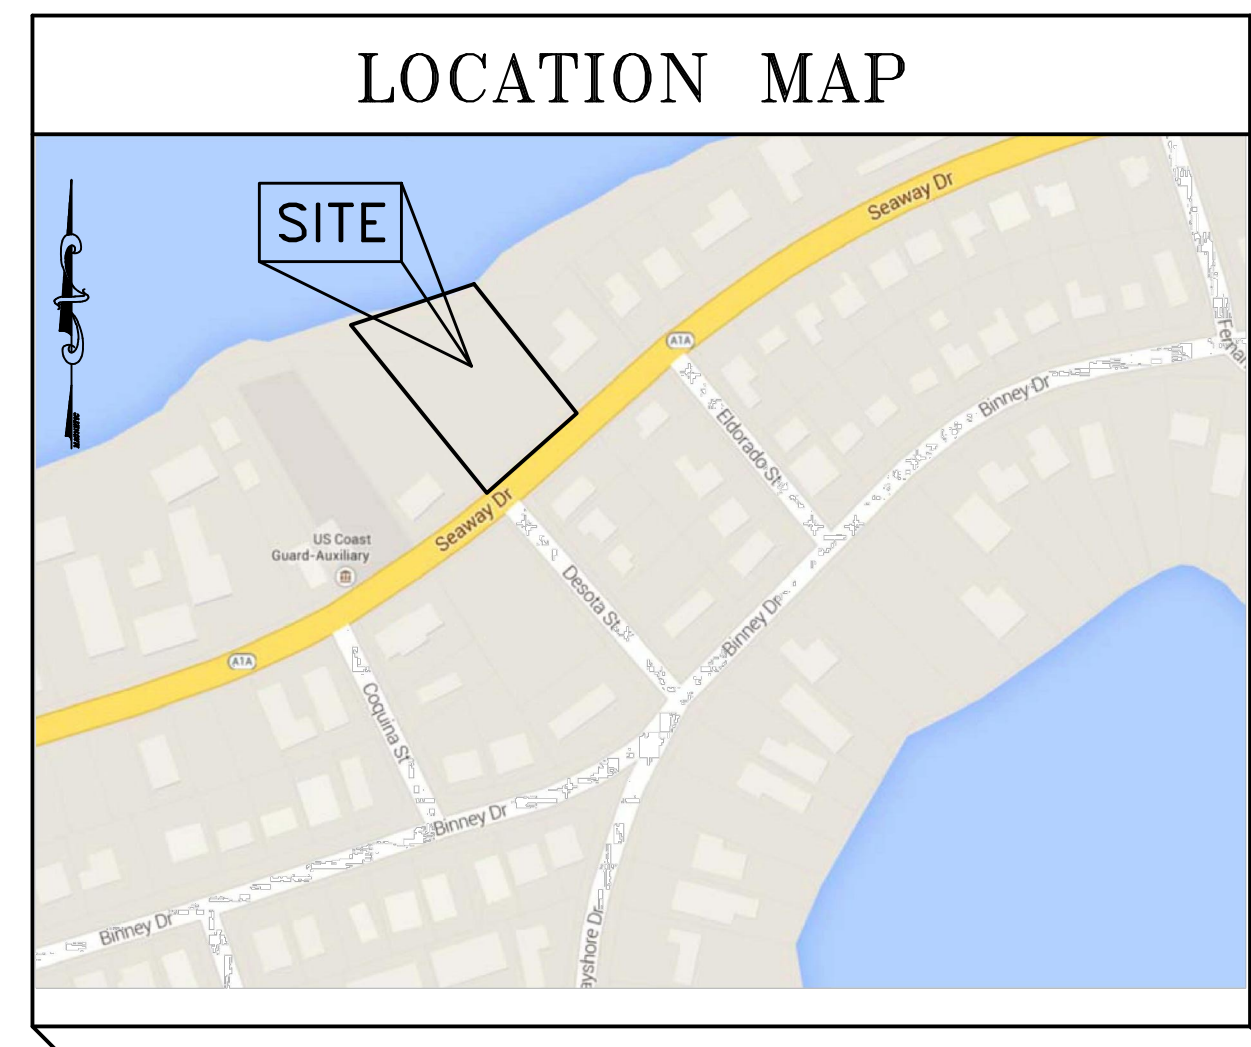 LOCATION MAP
SITE
Seaway Dr
A1A
Eldorado St
Binney Dr
Seaway Dr
US Coast
Guard-Auxiliary
Desota St
Binney Dr
A1A
Coquina St
Binney Dr
Binney Dr
ayshore Dr
Fernan